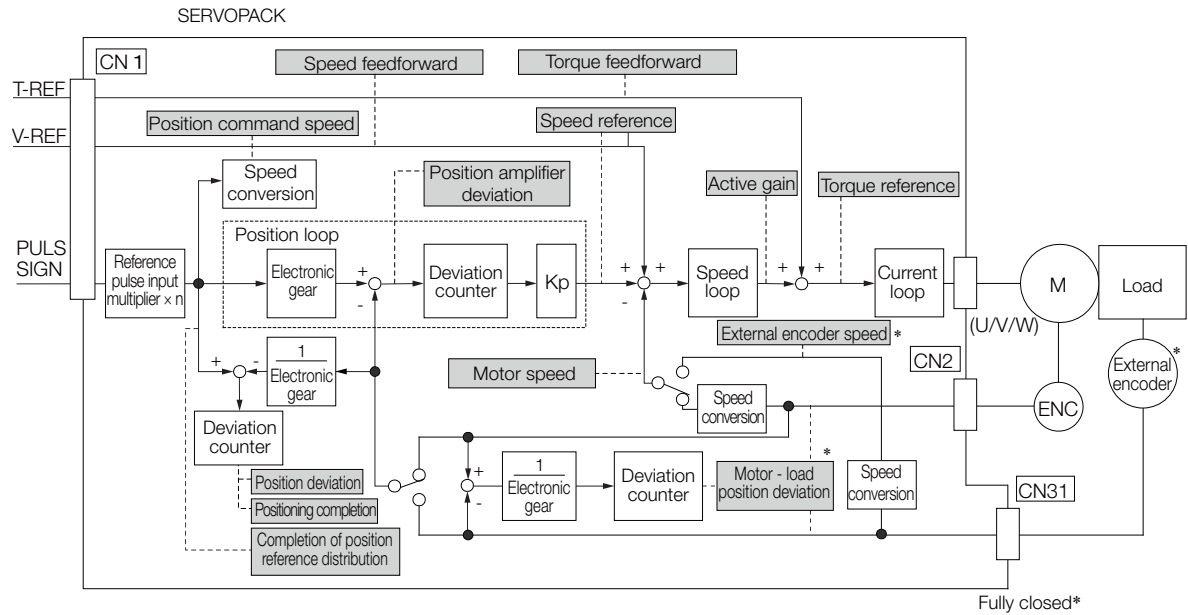 SERVOPACK
CN 1
Speed feedforward
Torque feedforward
T-REF
Position command speed
Speed reference
V-REF
Speed
conversion
Position amplifier
deviation
Active gain
Torque reference
PULS
SIGN
Position loop
Reference
pulse input
multiplier × n
Electronic
gear
+
-
Deviation
counter
Kp
+
+
-
Speed
loop
+
+
Current
loop
M
Load
(U/V/W)
External encoder speed *
CN2
External
encoder
*
+
-
1
Electronic
gear
Motor speed
Speed
conversion
ENC
Deviation
counter
Position deviation
Positioning completion
Completion of position
reference distribution
+
-
1
Electronic
gear
Deviation
counter
*
Motor - load
position deviation
Speed
conversion
CN31
Fully closed*